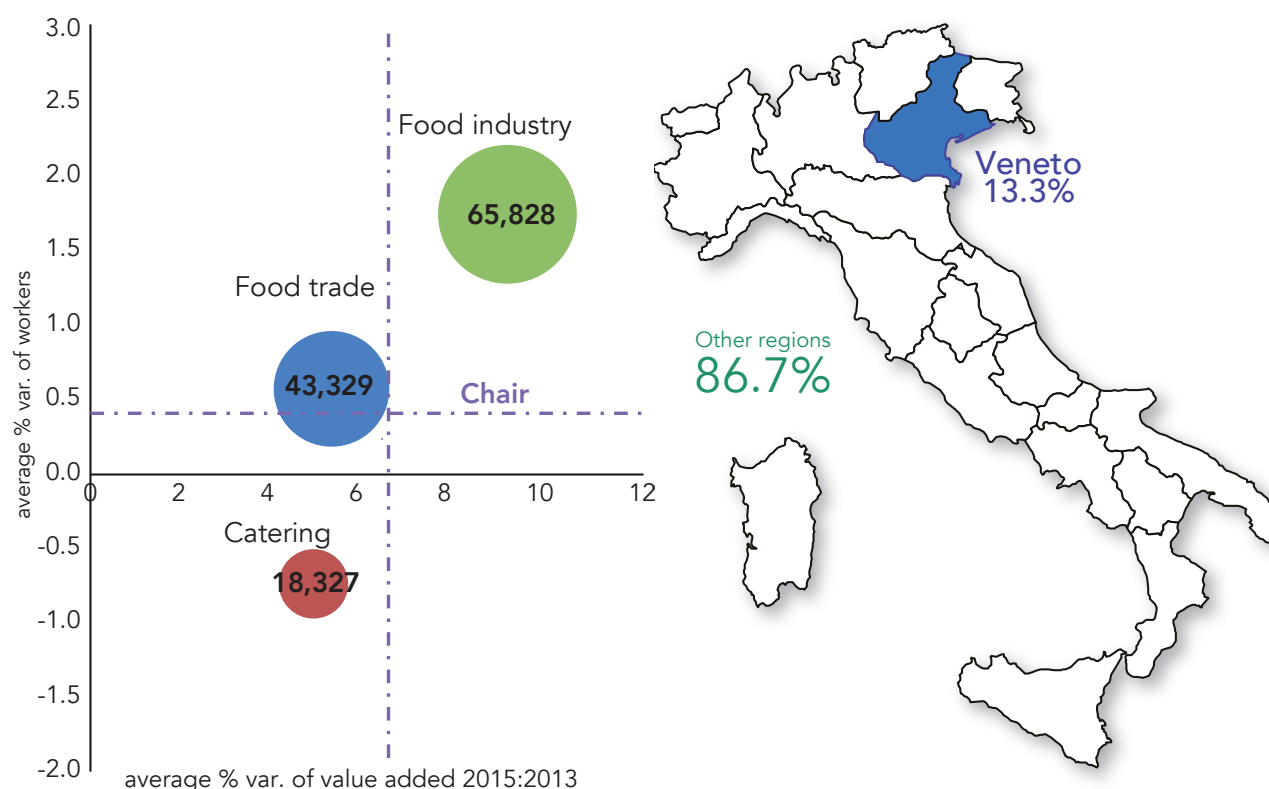 3.0
2.5
2.0
1.5
1.0
0.5
0.0
-0.5
-1.0
-1.5
-2.0
average % var. of workers
0
2
4
6
8
10
12
average % var. of value added 2015:2013
Food industry
65,828
Food trade
43,329
Chair
Catering
18,327
Veneto
13.3%
Other regions
86.7%